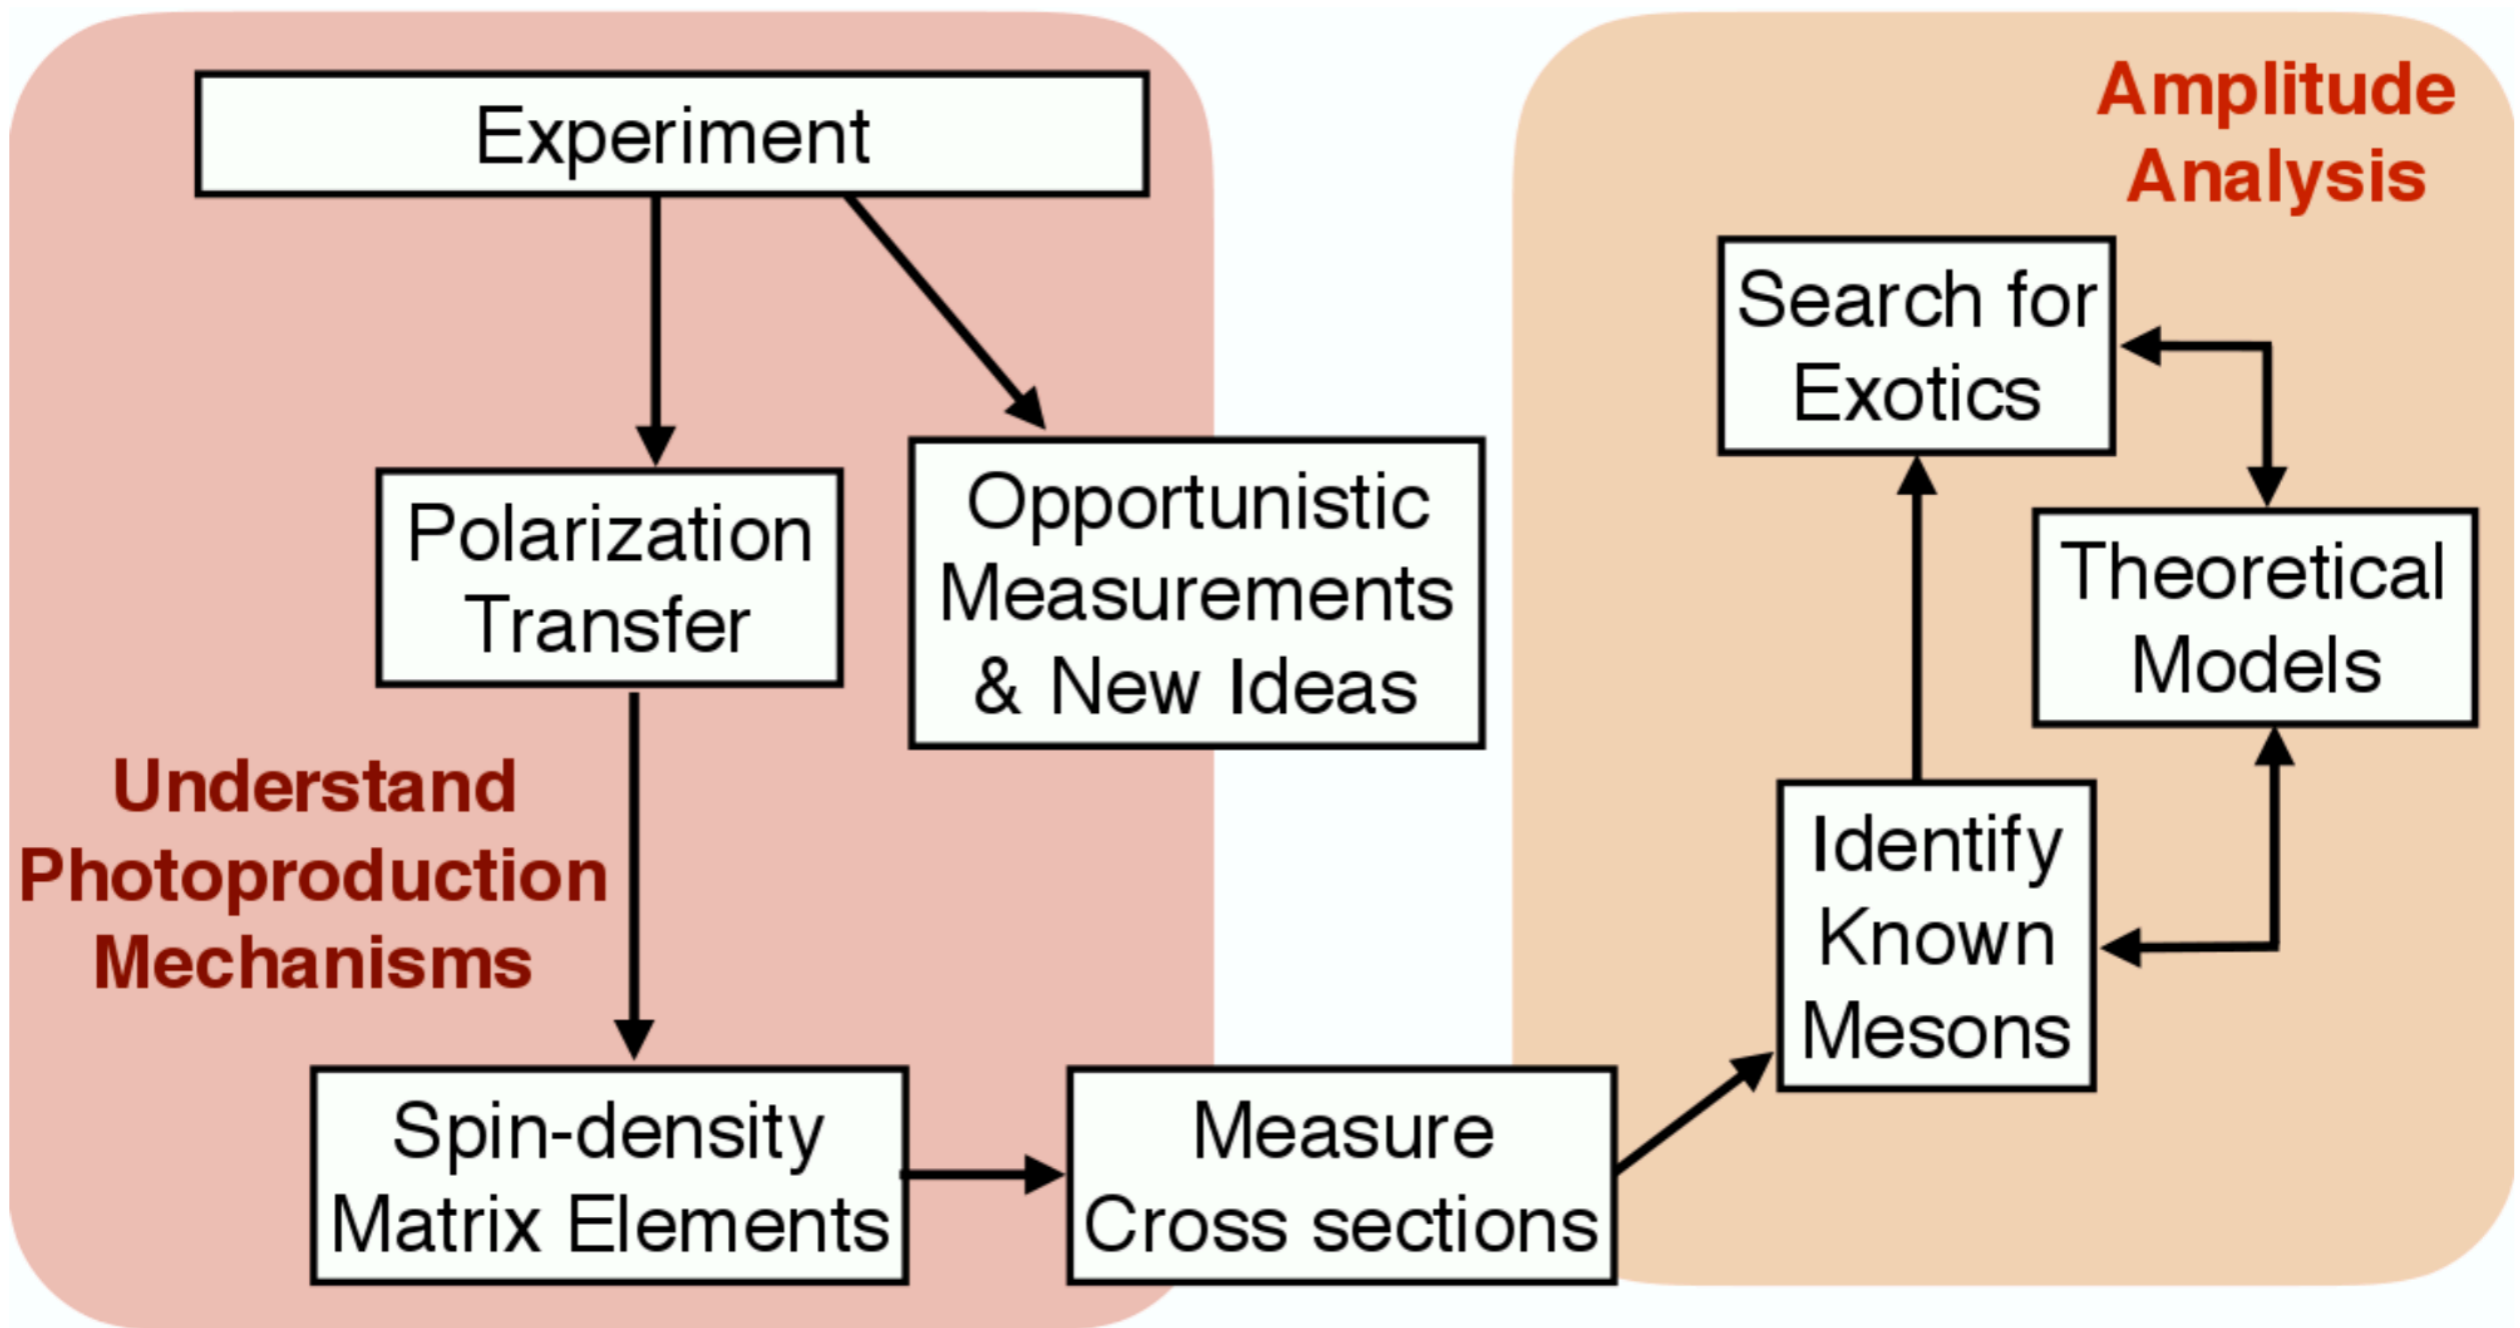 Experiment
Polarization
Transfer
Opportunistic
Measurements
& New Ideas
Understand
Photoproduction
Mechanisms
Spin-density
Matrix Elements
Measure
Cross sections
Amplitude
Analysis
Search for
Exotics
Theoretical
Models
Identify
Known
Mesons